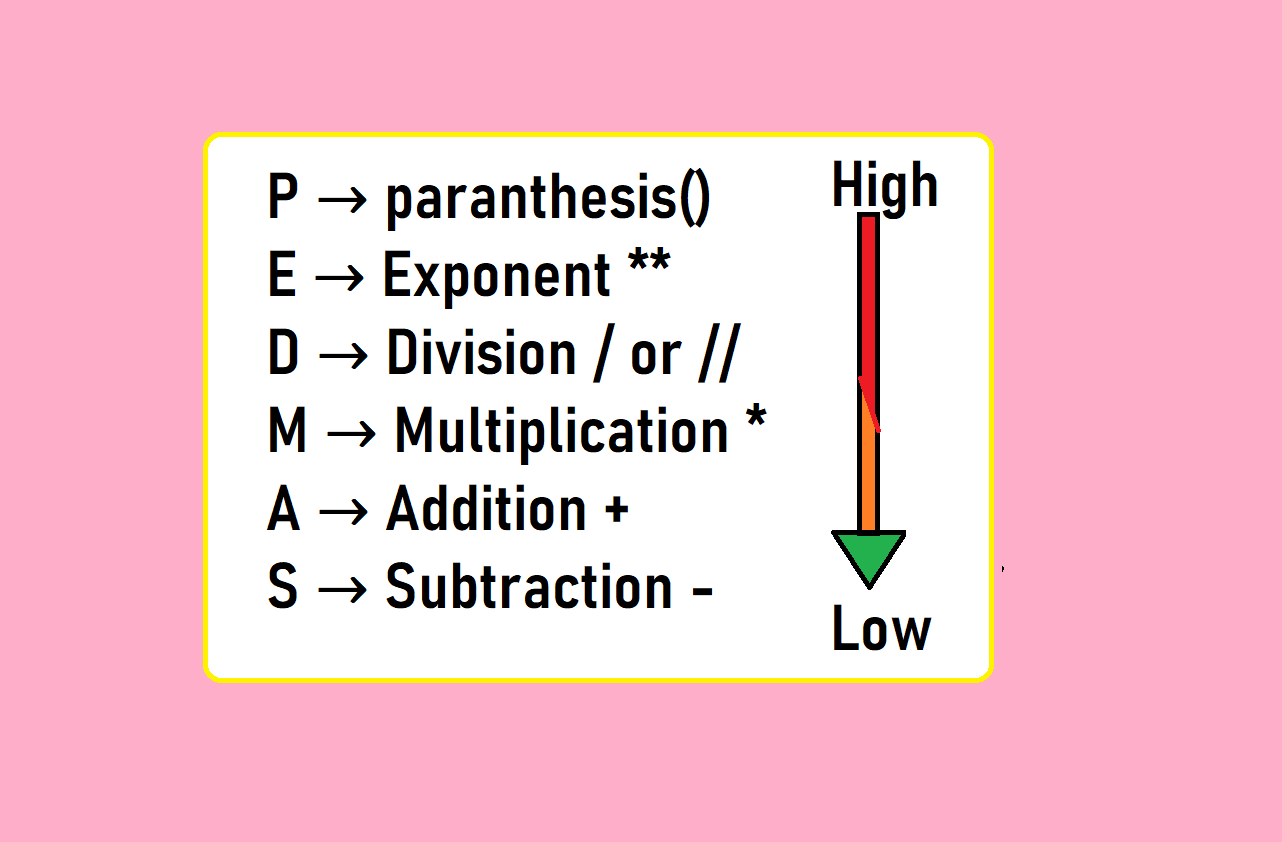 P → paranthesis()
E → Exponent **
D → Division / or //
M → Multiplication *
A → Addition +
S → Subtraction -
High
Low